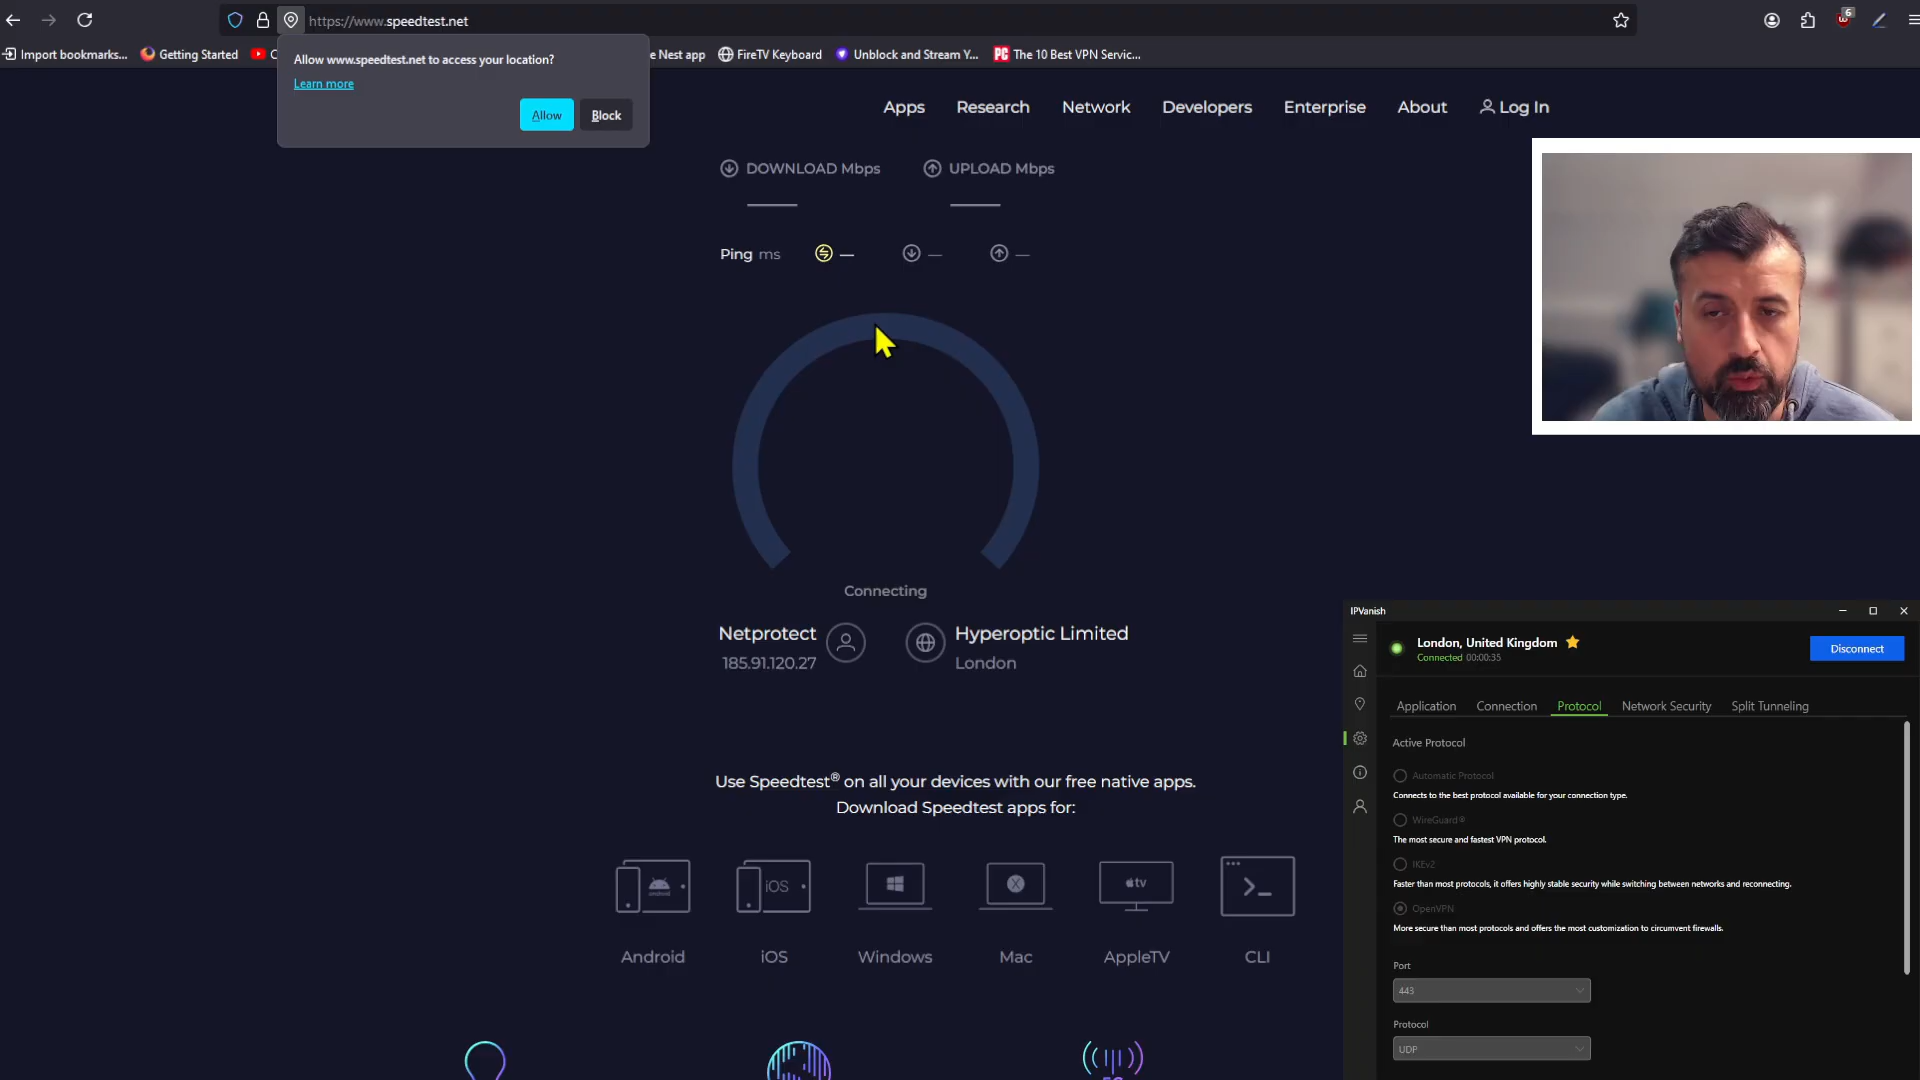 https://www.speedtest.net
6
Import bookmarks...
Getting Started
Nest app
FireTV Keyboard
Unblock and Stream Y...
PC
The 10 Best VPN Servic...
Allow www.speedtest.net to access your location?
Learn more
Allow
Block
Apps
Research
Network
Developers
Enterprise
About
Log In
DOWNLOAD Mbps
UPLOAD Mbps
Ping ms
Connecting
Netprotect
185.91.120.27
Hyperoptic Limited
London
Use Speedtest® on all your devices with our free native apps.
Download Speedtest apps for:
android
iOS
tv
Android
iOS
Windows
Mac
AppleTV
CLI
IPVanish
London, United Kingdom
Connected 00:00:35
Disconnect
Application
Connection
Protocol
Network Security
Split Tunneling
Active Protocol
Automatic Protocol
Connects to the best protocol available for your connection type.
WireGuard®
The most secure and fastest VPN protocol.
IKEv2
Faster than most protocols, it offers highly stable security while switching between networks and reconnecting.
OpenVPN
More secure than most protocols and offers the most customization to circumvent firewalls.
Port
443
Protocol
UDP